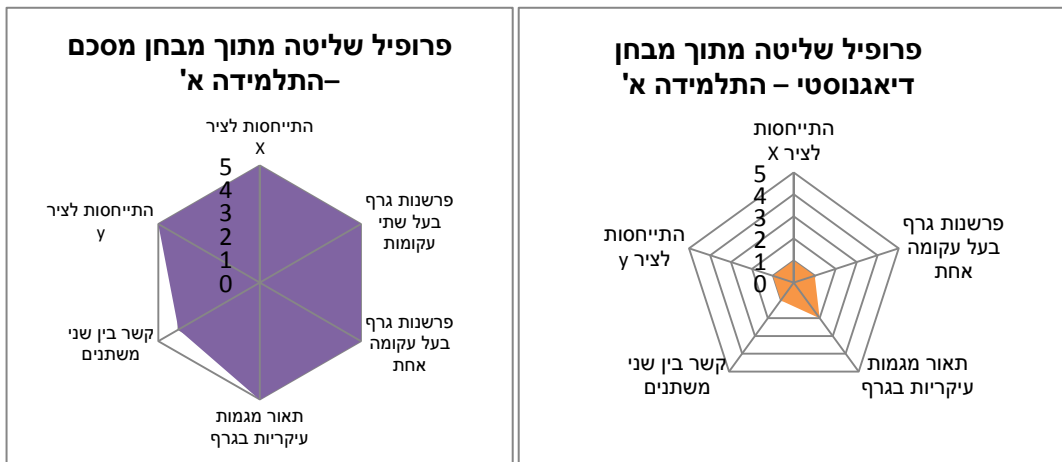 פרופיל שליטה מתוך מבחן
דיאגנוסטי – התלמידה א'
התייחסות
לציר X
5
4
3
2
1
0
פרשנות גרף
בעל עקומה
אחת
תאור מגמות
עיקריות בגרף
קשר בין שני
משתנים
התייחסות
לציר y
פרופיל שליטה מתוך מבחן מסכם
–התלמידה א'
התייחסות לציר
X
5
4
3
2
1
0
פרשנות גרף
בעל שתי
עקומות
פרשנות גרף
בעל עקומה
אחת
תאור מגמות
עיקריות בגרף
קשר בין שני
משתנים
התייחסות לציר
y